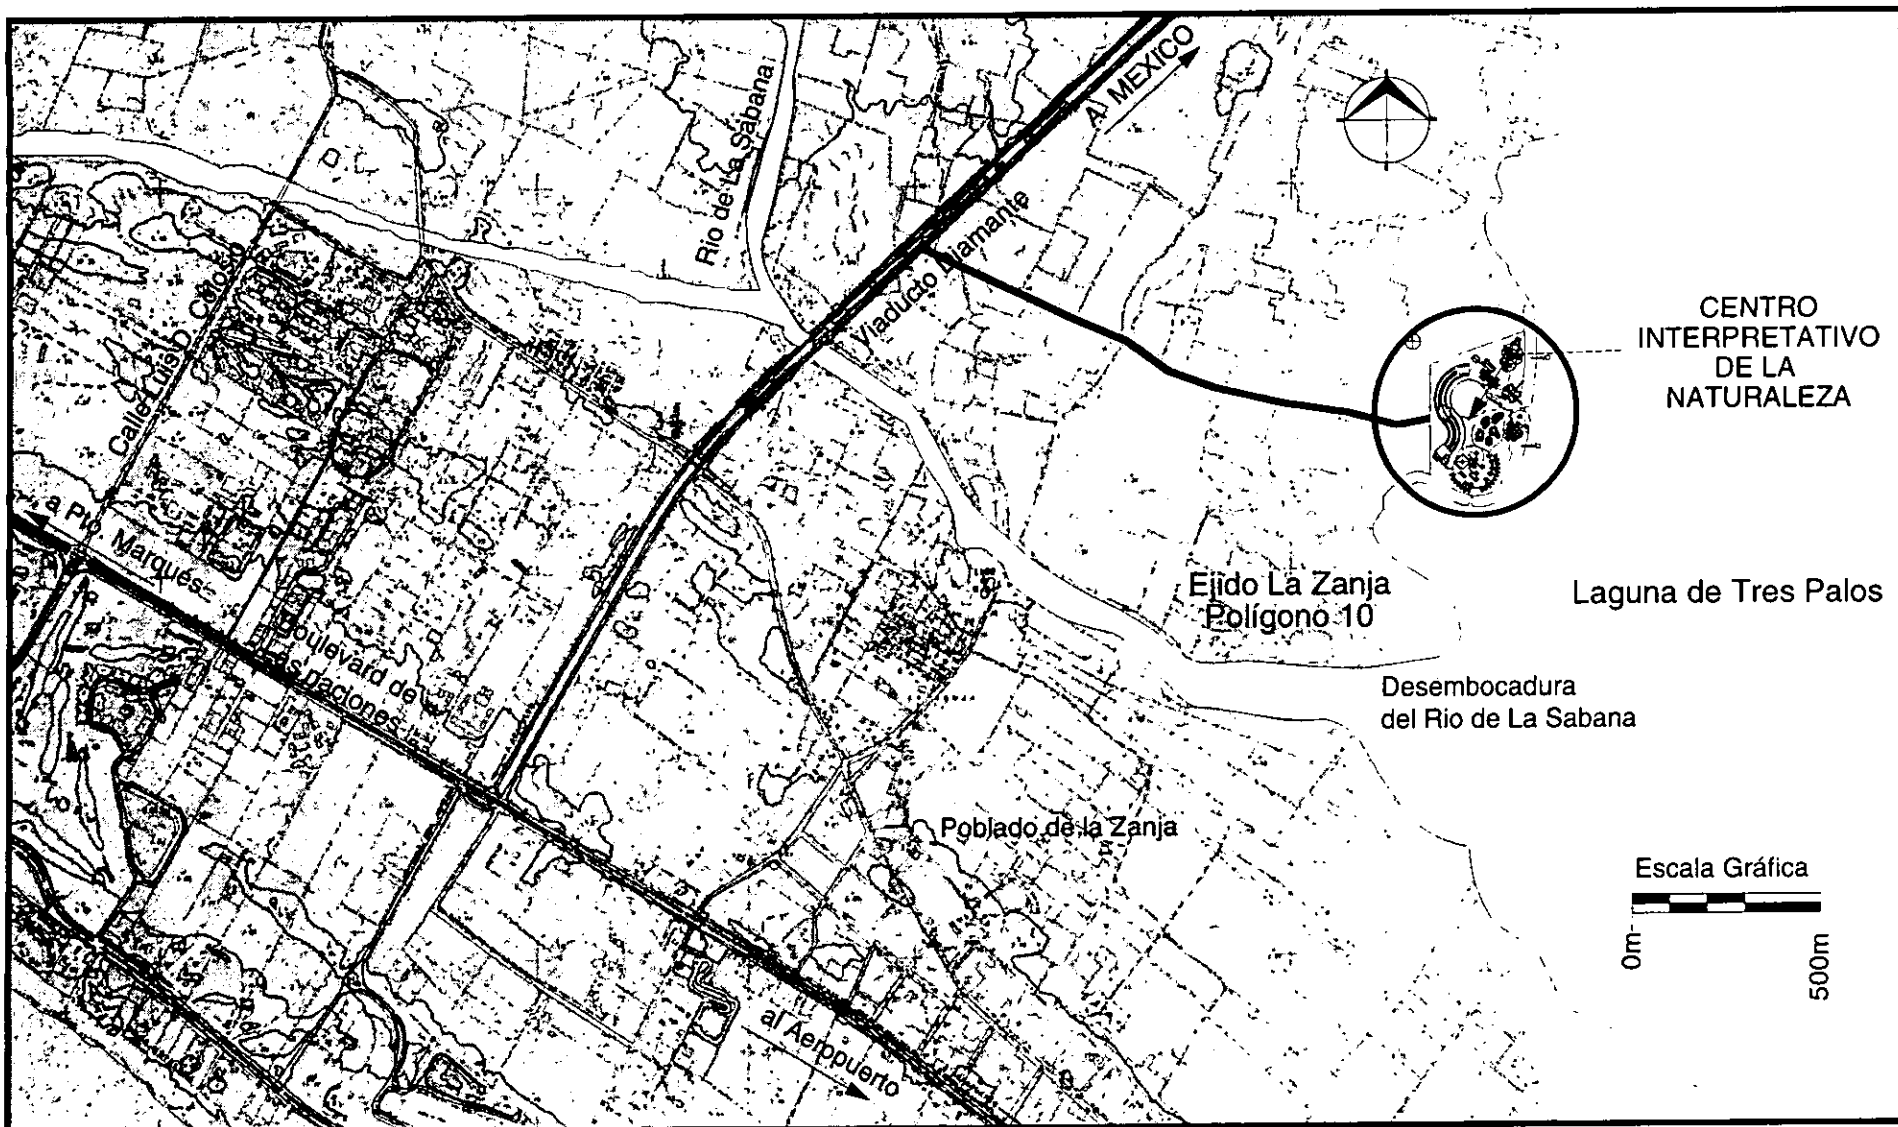 A MEXICO
Rio de La Sabana
Viaducto Diamante
CENTRO
INTERPRETATIVO
DE LA
NATURALEZA
Calle Luis D. Colosio
a Pto.
Marques
Boulevard de
las naciones
Ejido La Zanja
Polígono 10
Laguna de Tres Palos
Desembocadura
del Rio de La Sabana
Poblado de la Zanja
Escala Gráfica
0m
500m
al Aeropuerto